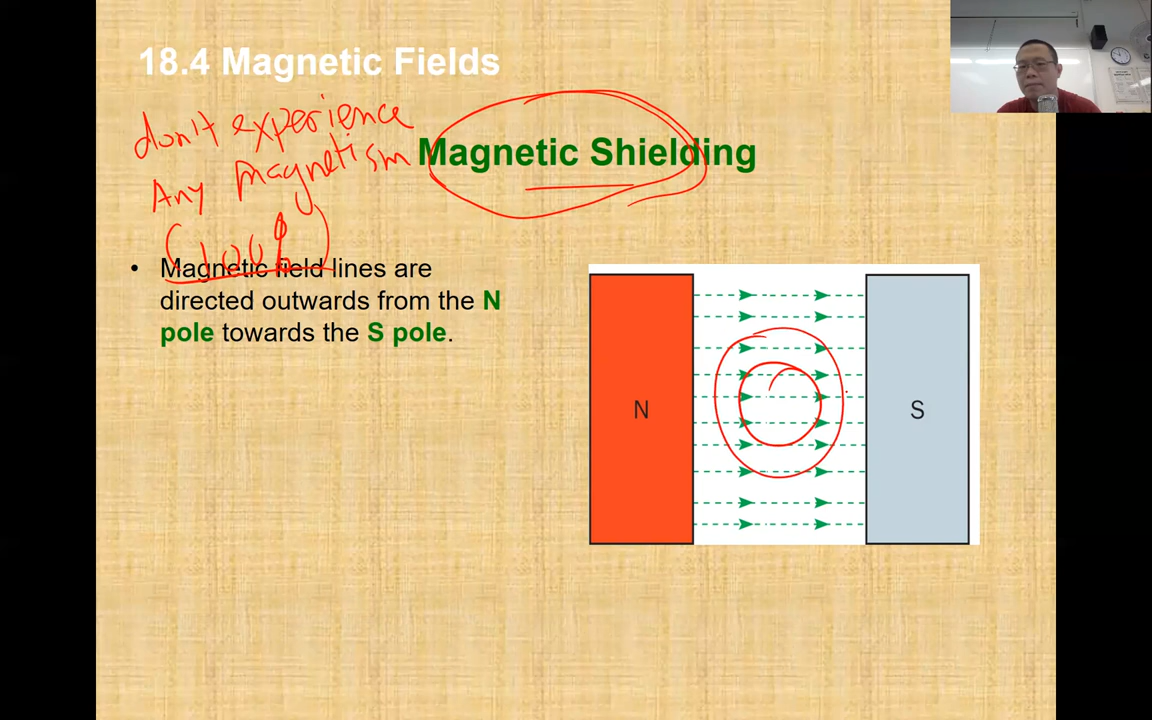 18.4 Magnetic Fields
don't experience
Any magnetism
(100%)
Magnetic Shielding
• Magnetic field lines are
directed outwards from the N
pole towards the S pole.
N
S